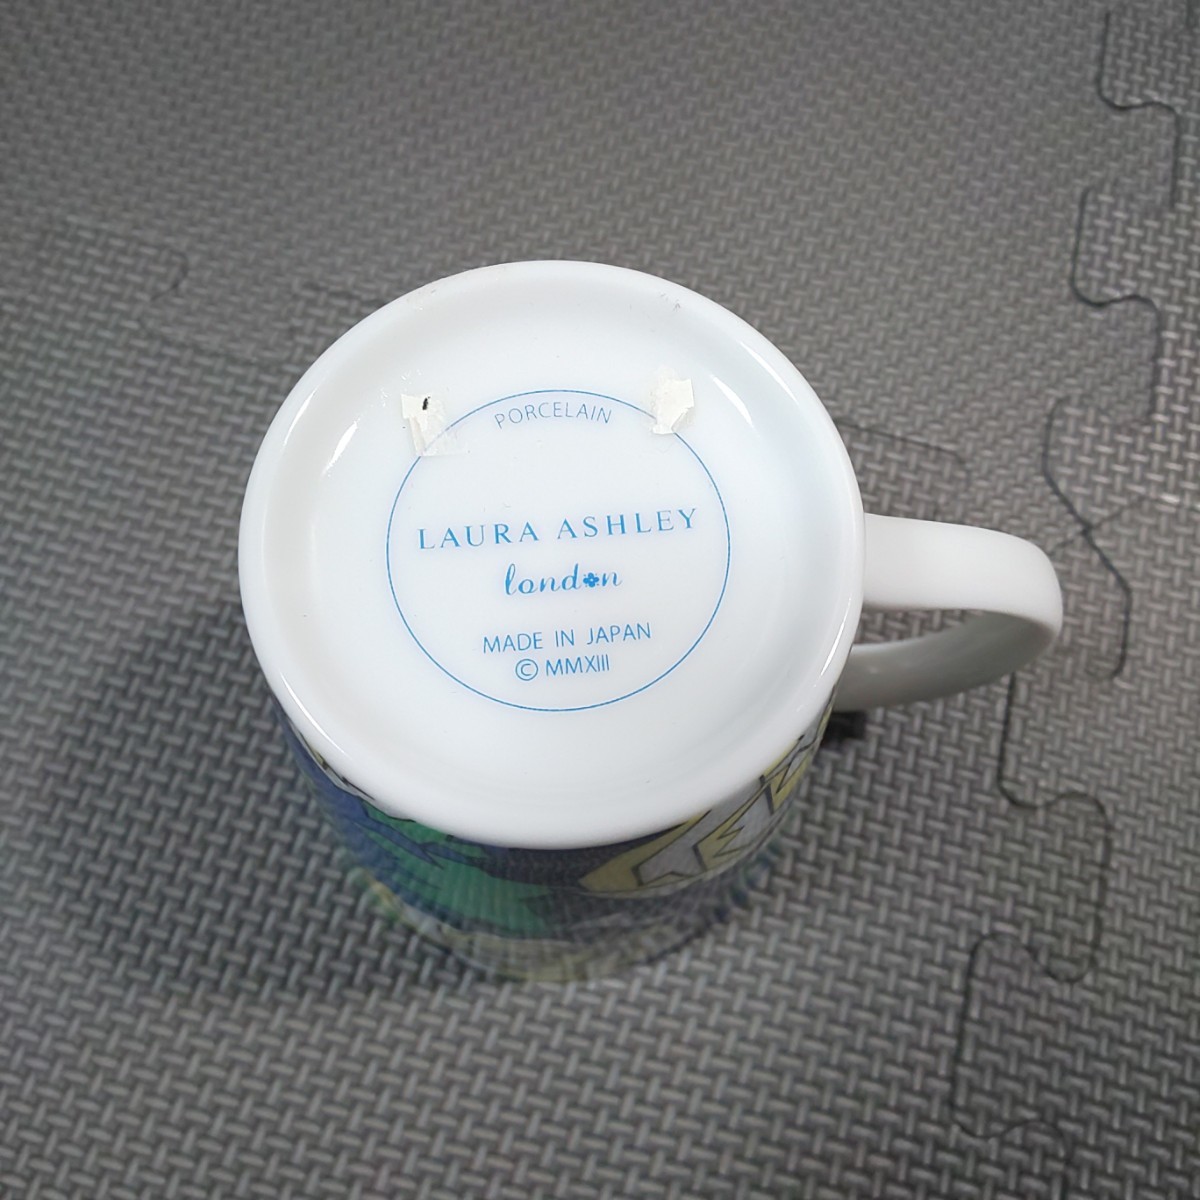 PORCELAIN
LAURA ASHLEY
london
MADE IN JAPAN
© MMXIII